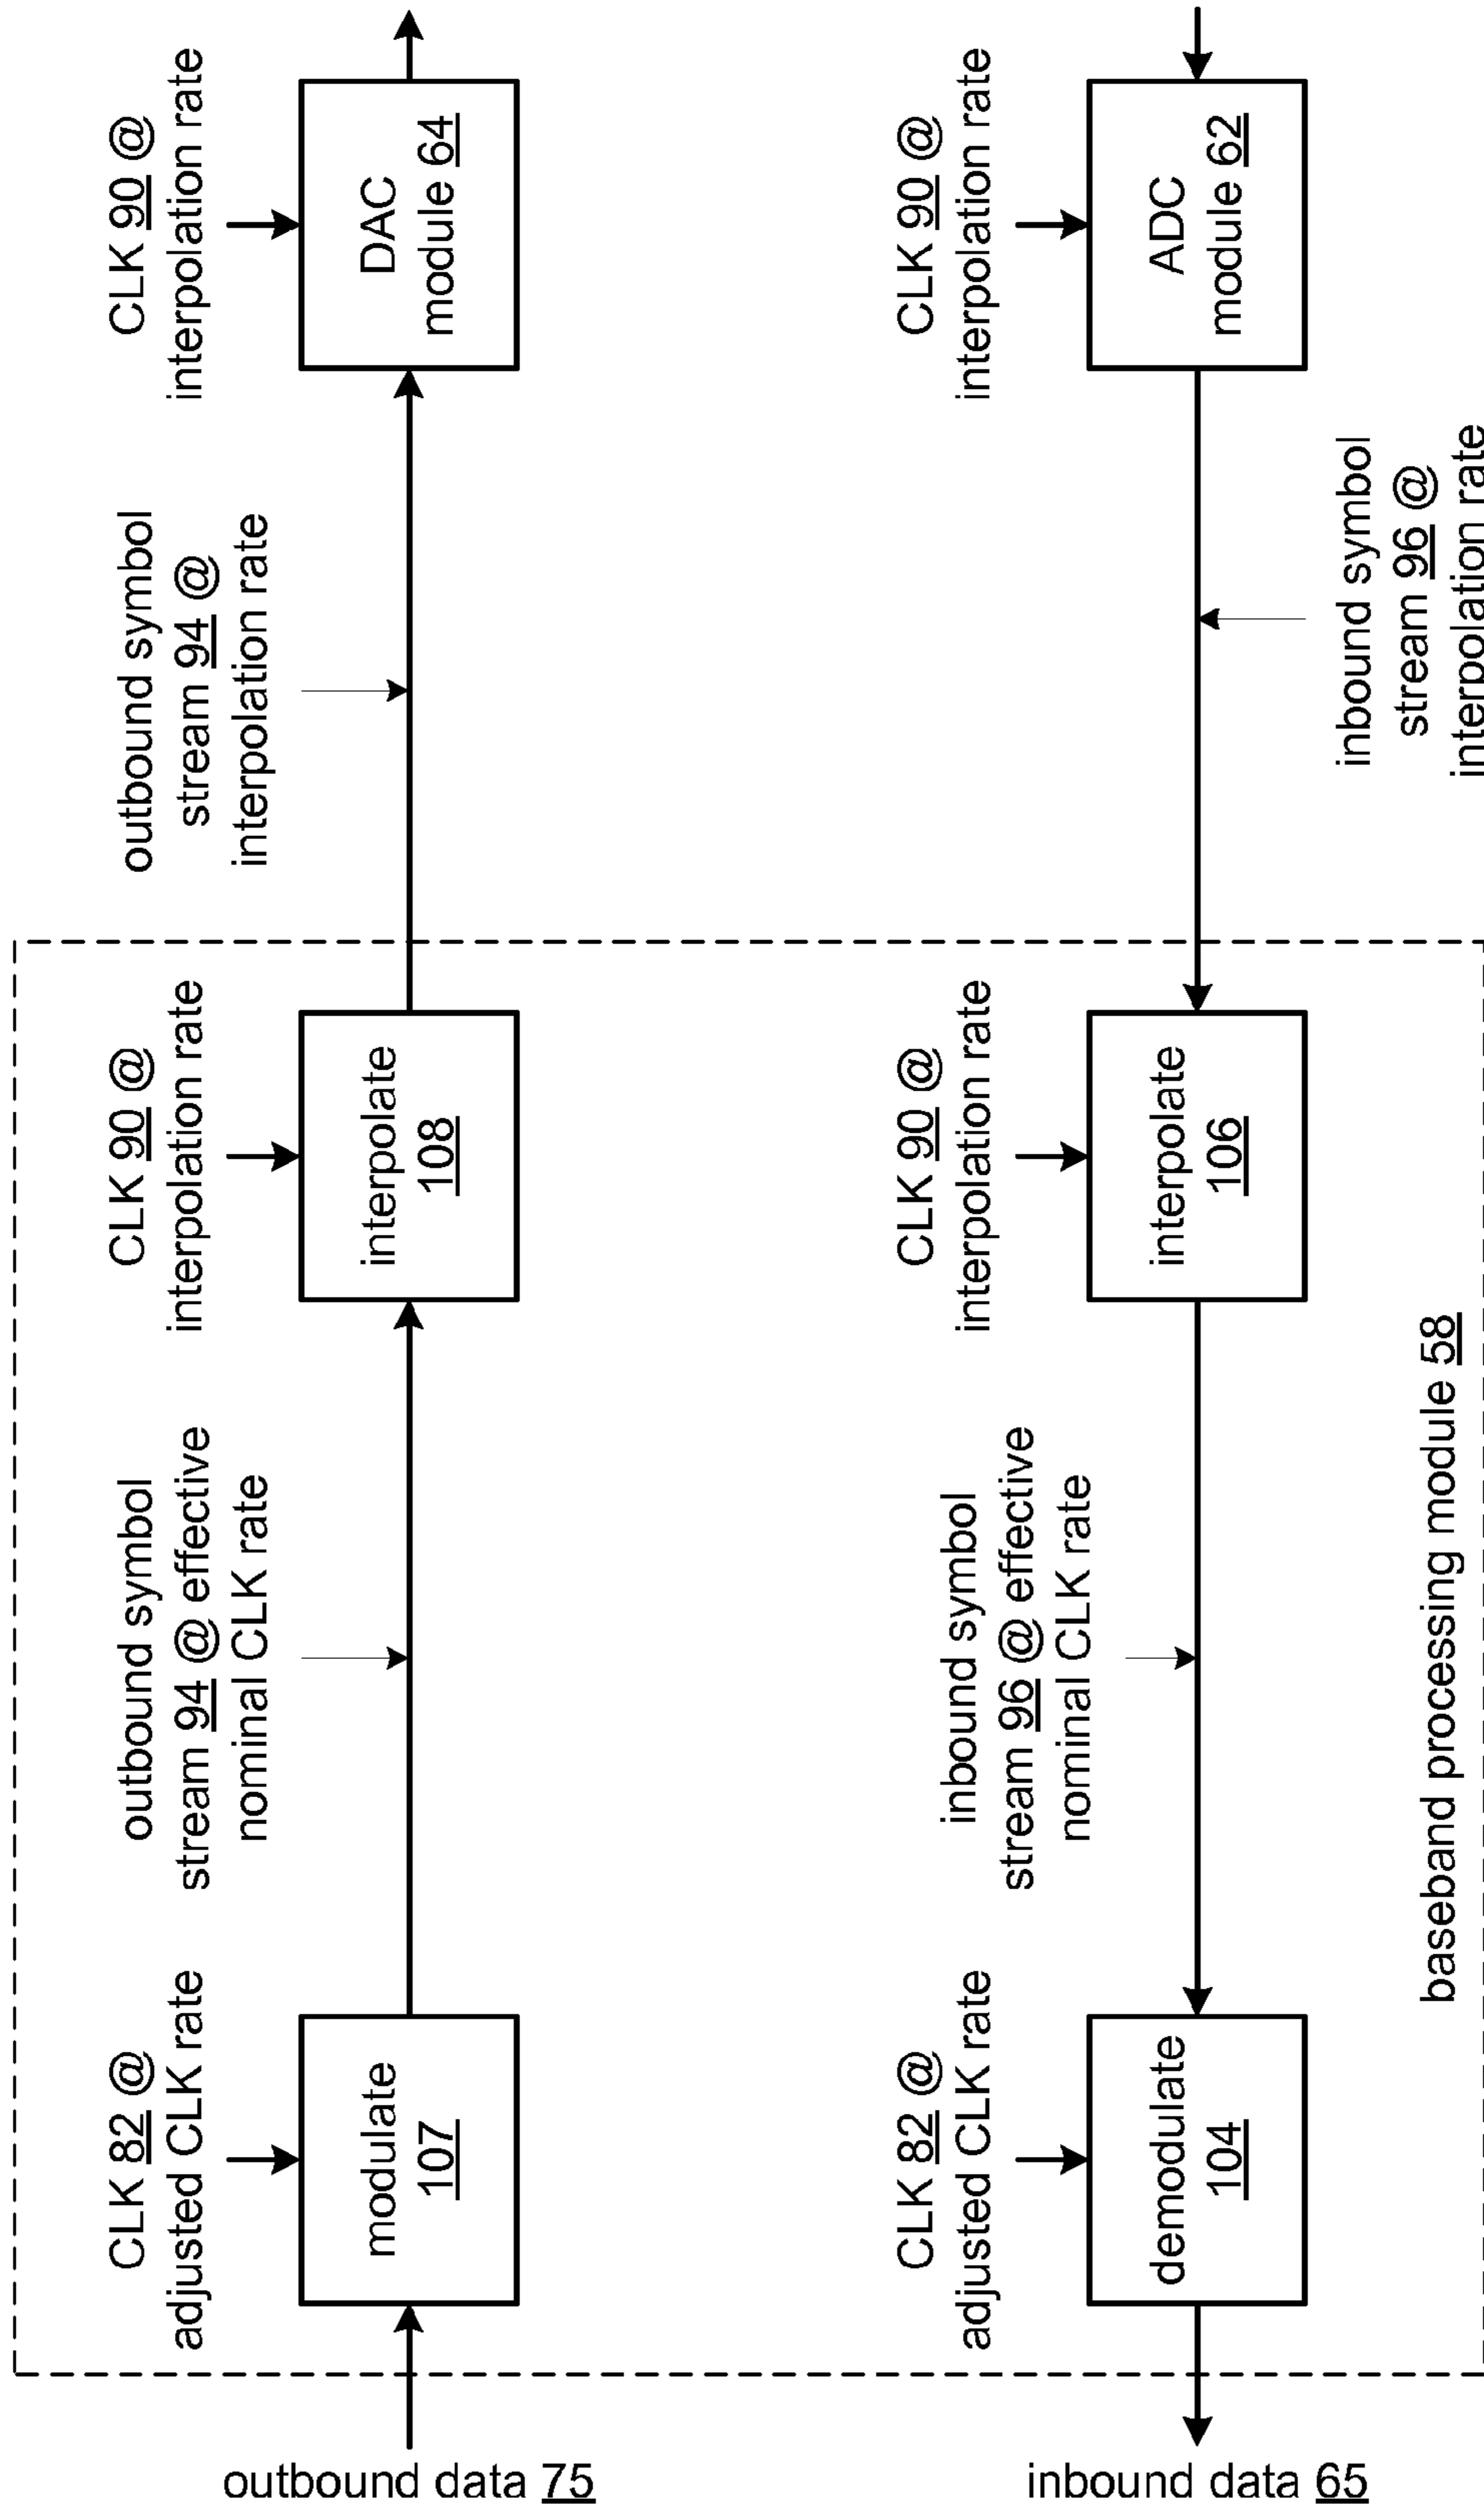 outbound data 75
CLK 82 @
adjusted CLK rate
modulate
107
outbound symbol
stream 94 @ effective
nominal CLK rate
CLK 90 @
interpolation rate
interpolate
108
outbound symbol
stream 94 @
interpolation rate
CLK 90 @
interpolation rate
DAC
module 64
inbound data 65
CLK 82 @
adjusted CLK rate
demodulate
104
inbound symbol
stream 96 @ effective
nominal CLK rate
CLK 90 @
interpolation rate
interpolate
106
inbound symbol
stream 96 @
interpolation rate
CLK 90 @
interpolation rate
ADC
module 62
baseband processing module 58